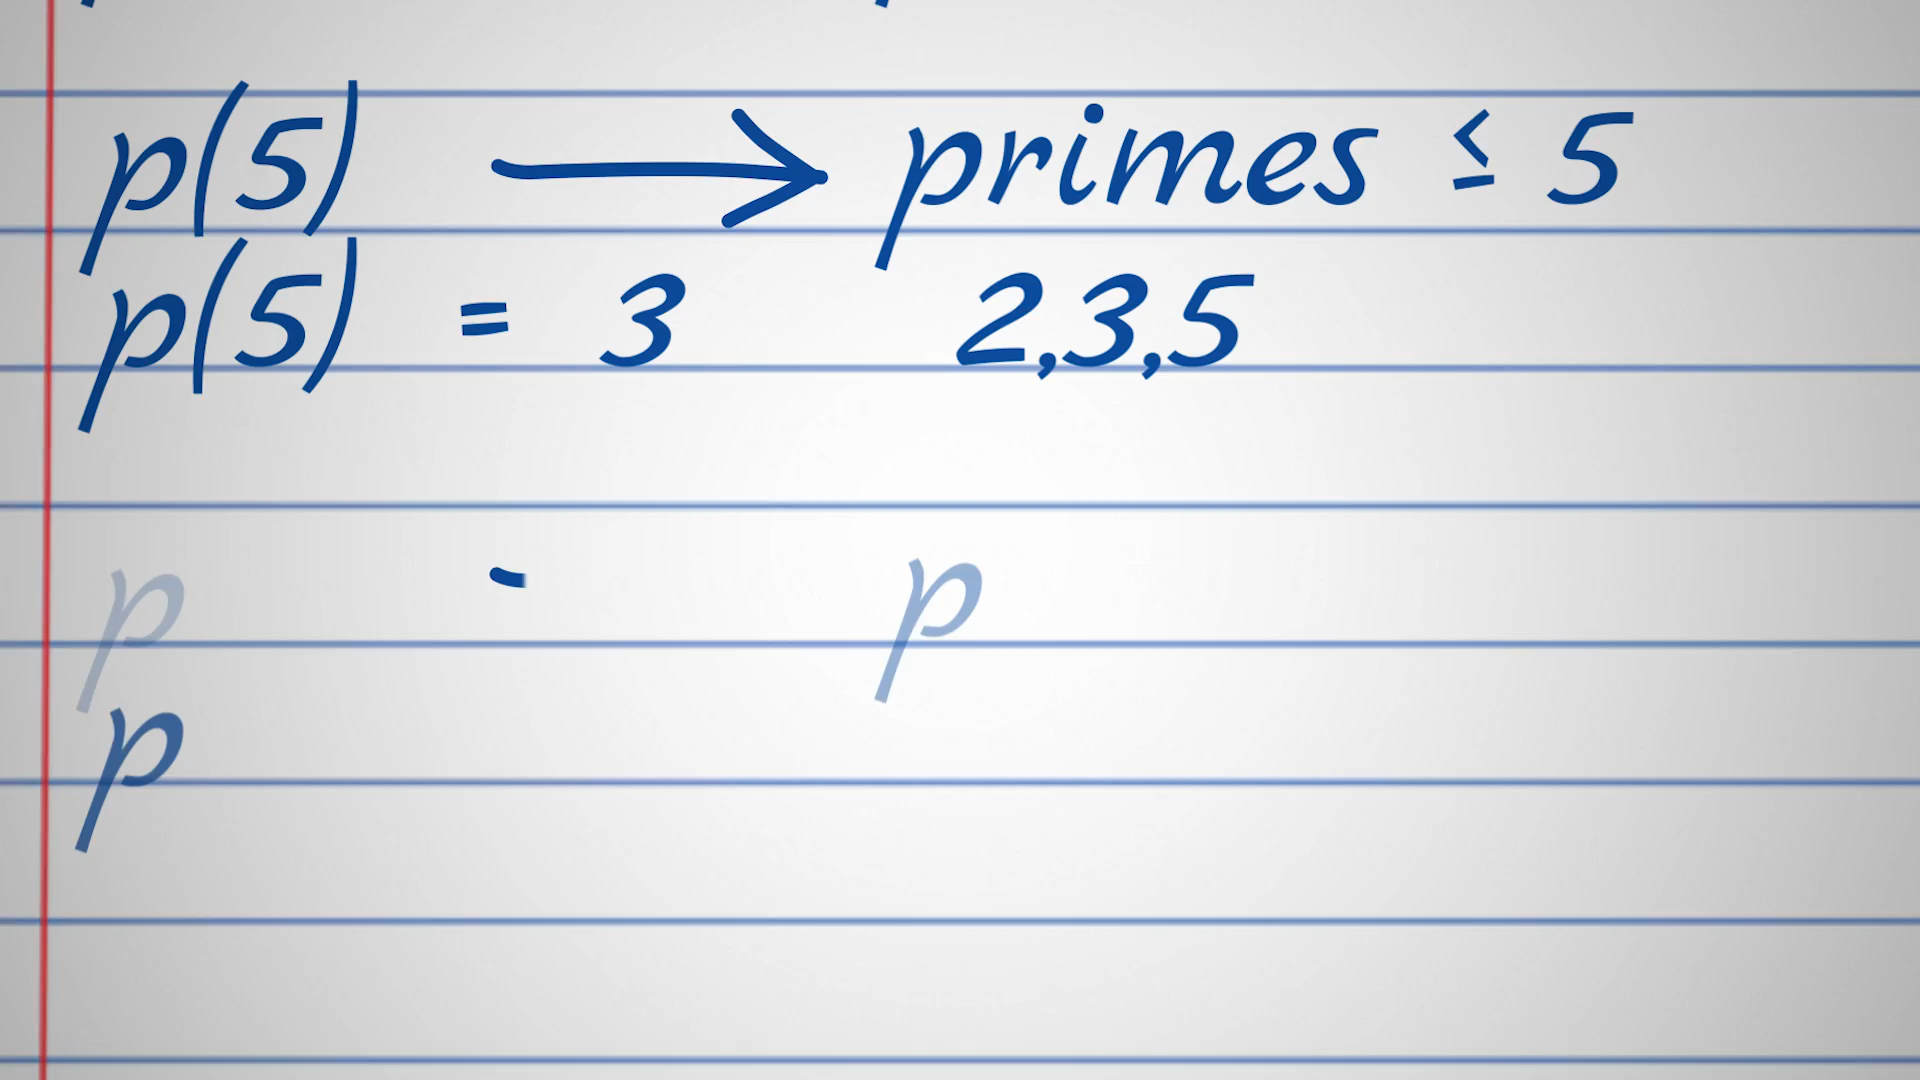 p(5) → primes ≤ 5
p(5) = 3 2,3,5
p p
p